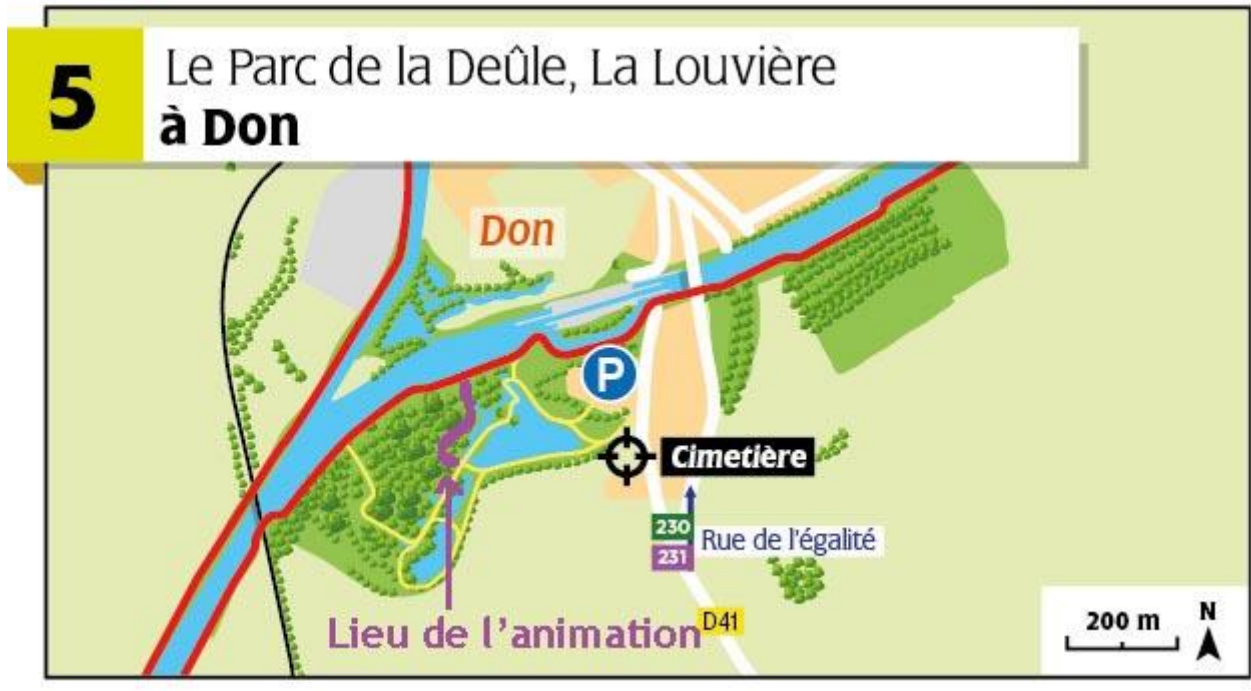 5
Le Parc de la Deûle, La Louvière
à Don
Don
P
Cimetière
230
231
Rue de l'égalité
Lieu de l'animation
D41
200 m
N